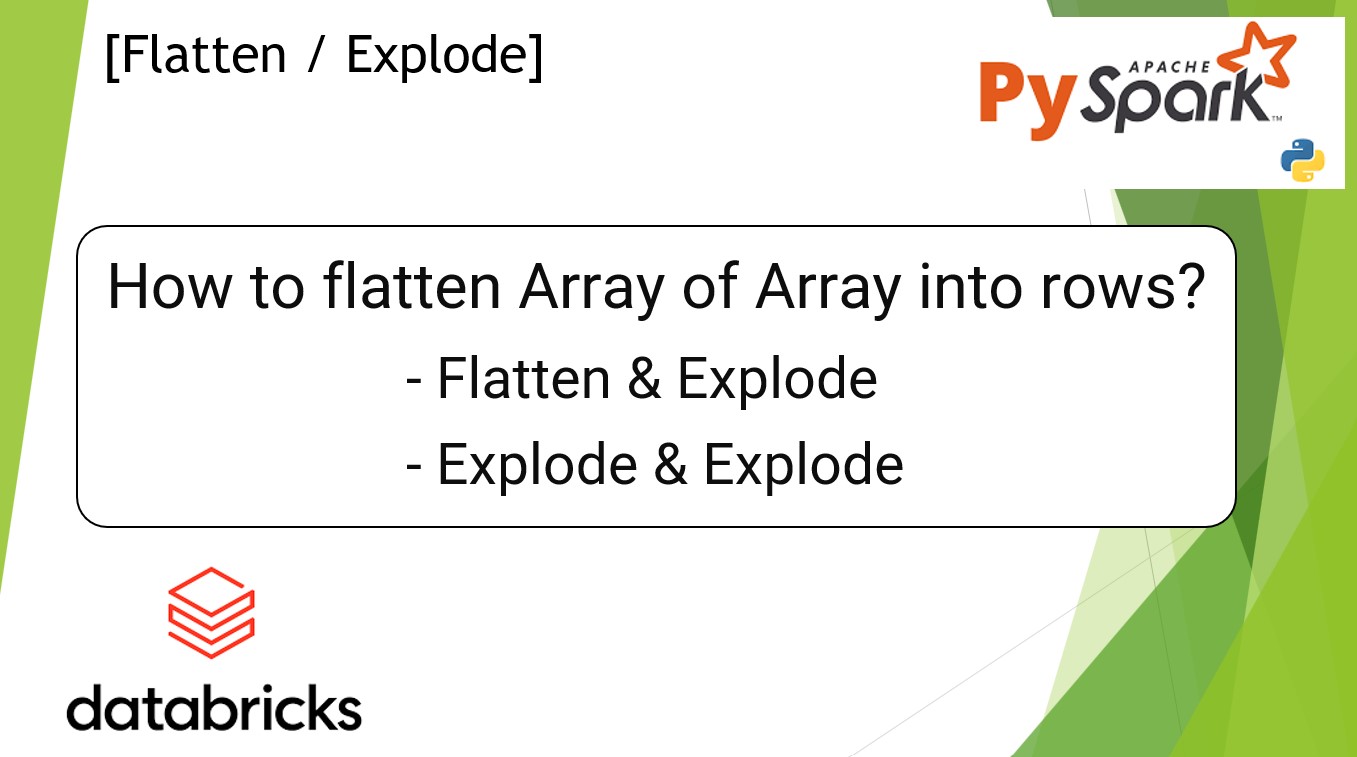 [Flatten / Explode]
APACHE
PySpark™
How to flatten Array of Array into rows?
- Flatten & Explode
- Explode & Explode
databricks